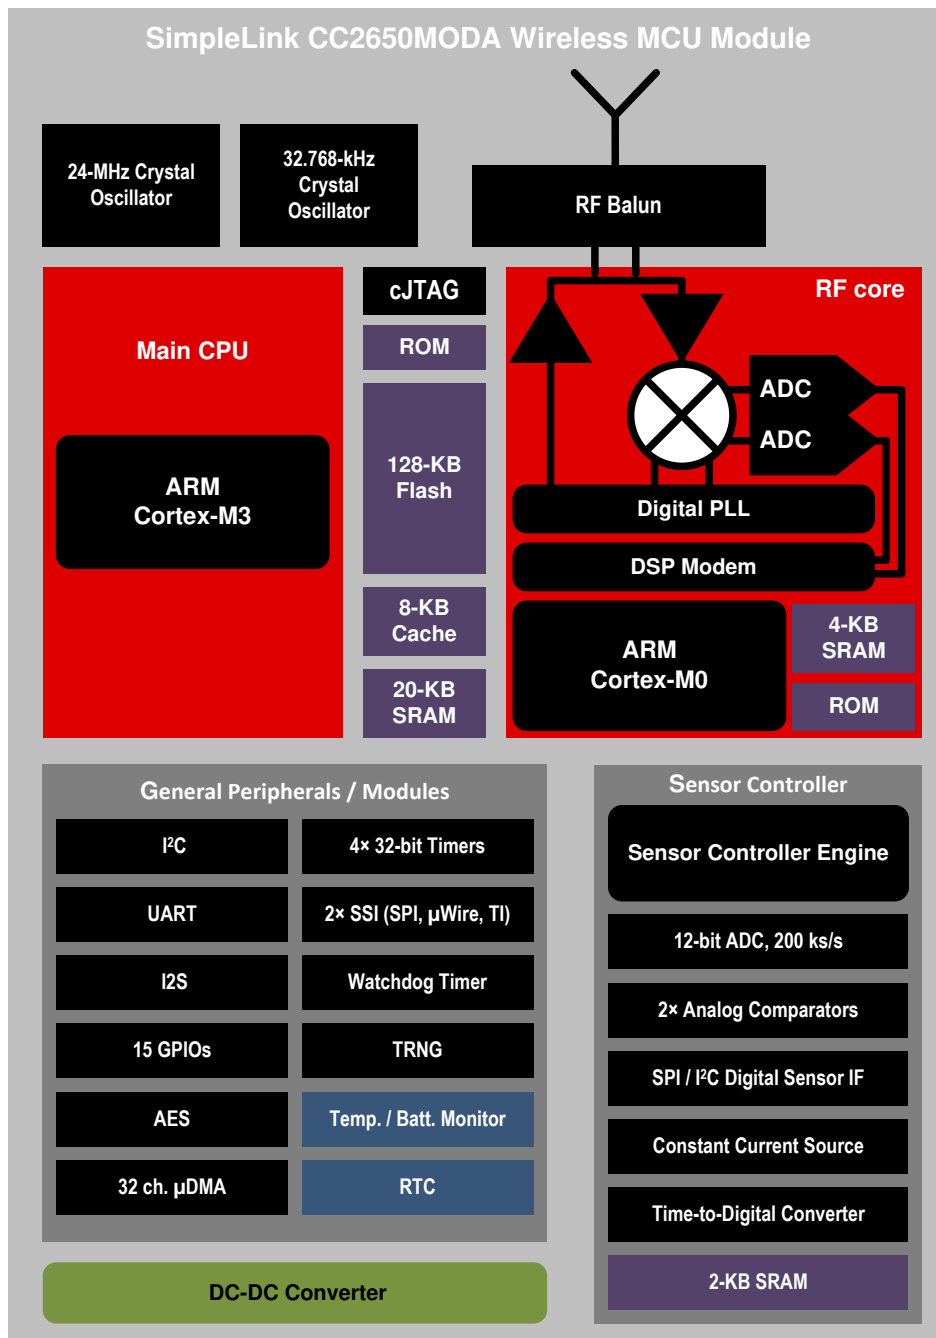 SimpleLink CC2650MODA Wireless MCU Module
24-MHz Crystal
Oscillator
32.768-kHz
Crystal
Oscillator
RF Balun
Main CPU
ARM
Cortex-M3
cJTAG
ROM
128-KB
Flash
8-KB
Cache
20-KB
SRAM
RF core
ADC
ADC
Digital PLL
DSP Modem
ARM
Cortex-M0
4-KB
SRAM
ROM
General Peripherals / Modules
I²C
4× 32-bit Timers
UART
2× SSI (SPI, µWire, TI)
I2S
Watchdog Timer
15 GPIOs
TRNG
AES
Temp. / Batt. Monitor
32 ch. µDMA
RTC
Sensor Controller
Sensor Controller Engine
12-bit ADC, 200 ks/s
2× Analog Comparators
SPI / I²C Digital Sensor IF
Constant Current Source
Time-to-Digital Converter
2-KB SRAM
DC-DC Converter